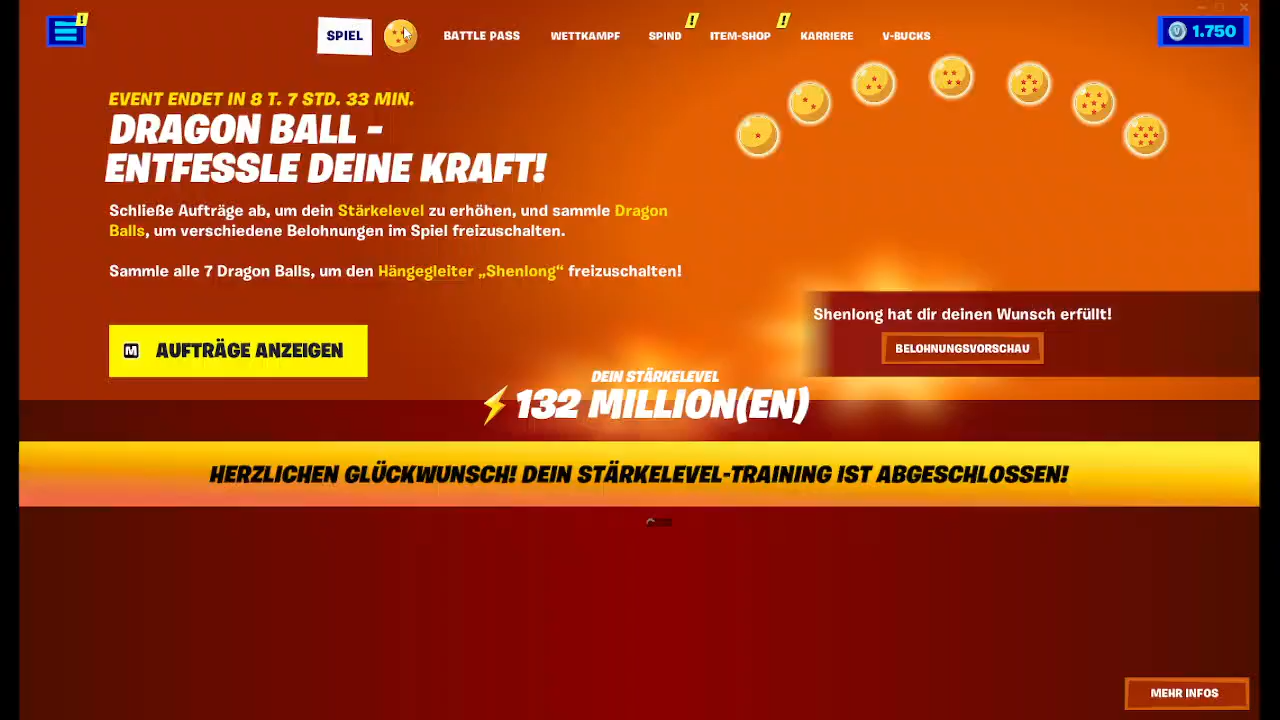 !
SPIEL
BATTLE PASS
WETTKAMPF
SPIND
!
ITEM-SHOP
!
KARRIERE
V-BUCKS
1.750
EVENT ENDET IN 8 T. 7 STD. 33 MIN.
DRAGON BALL -
ENTFESSLE DEINE KRAFT!
Schließe Aufträge ab, um dein Stärkelevel zu erhöhen, und sammle Dragon
Balls, um verschiedene Belohnungen im Spiel freizuschalten.
Sammle alle 7 Dragon Balls, um den Hängegleiter „Shenlong“ freizuschalten!
Shenlong hat dir deinen Wunsch erfüllt!
BELOHNUNGSVORSCHAU
M AUFTRÄGE ANZEIGEN
DEIN STÄRKELEVEL
132 MILLION(EN)
HERZLICHEN GLÜCKWUNSCH! DEIN STÄRKELEVEL-TRAINING IST ABGESCHLOSSEN!
MEHR INFOS